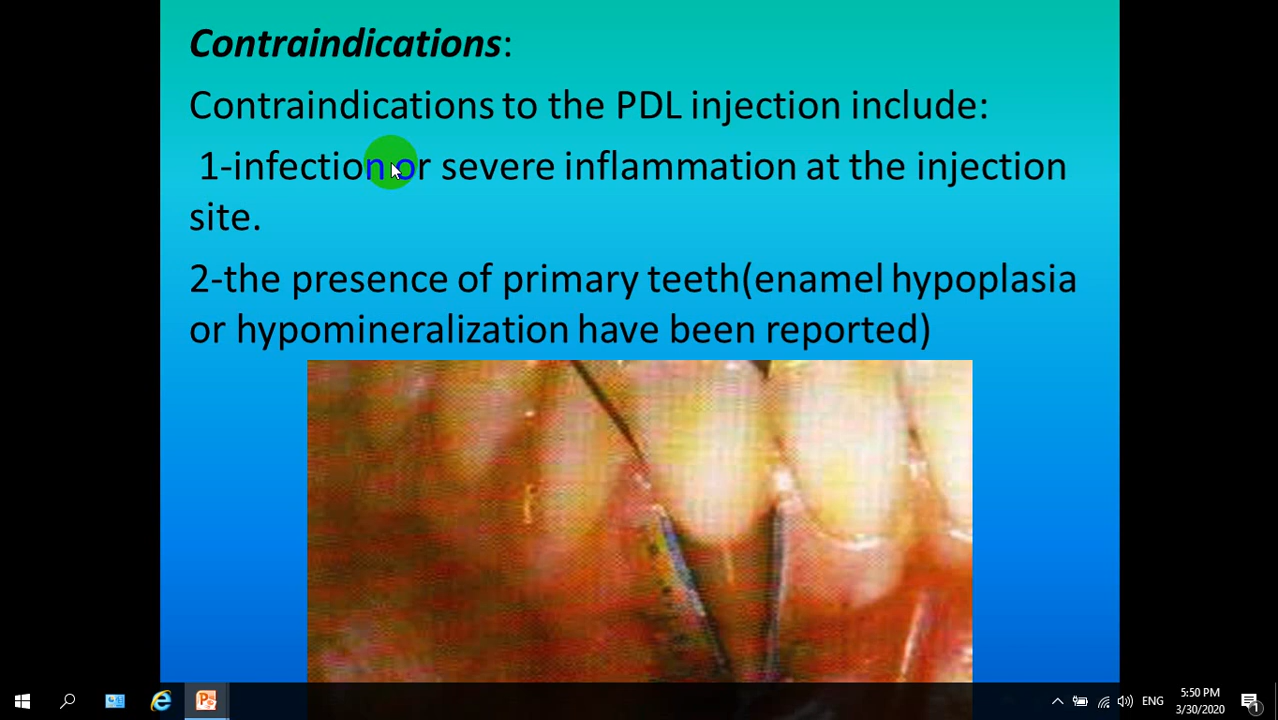 Contraindications:
Contraindications to the PDL injection include:
1-infection or severe inflammation at the injection
site.
2-the presence of primary teeth(enamel hypoplasia
or hypomineralization have been reported)
ENG
5:50 PM
3/30/2020
1